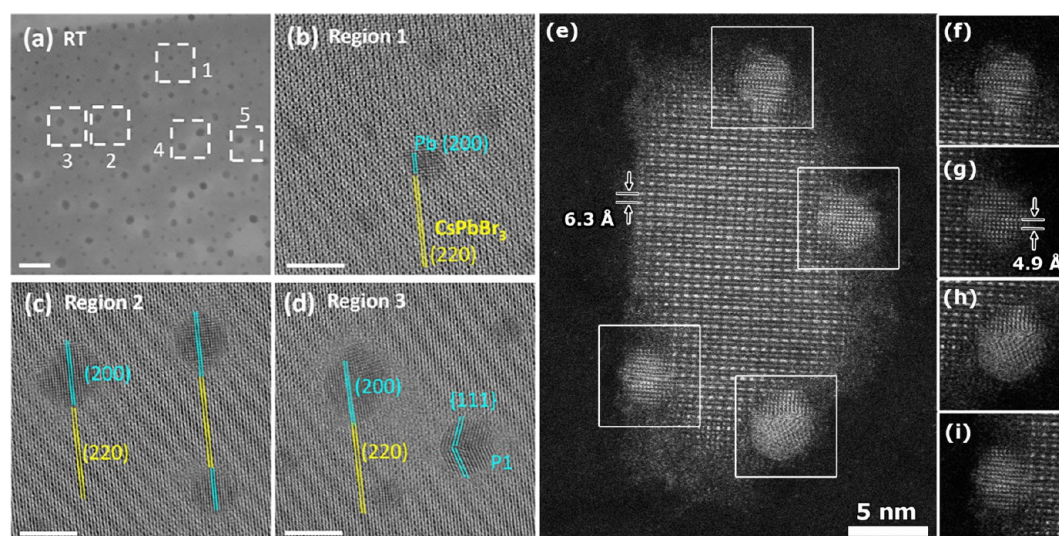 (a) RT
1
5
3
2
4
(b) Region 1
Pb (200)
CsPbBr₃
(220)
(c) Region 2
(200)
(220)
(d) Region 3
(200)
(111)
(220)
P1
(e)
6.3 Å
5 nm
(f)
(g)
4.9 Å
(h)
(i)